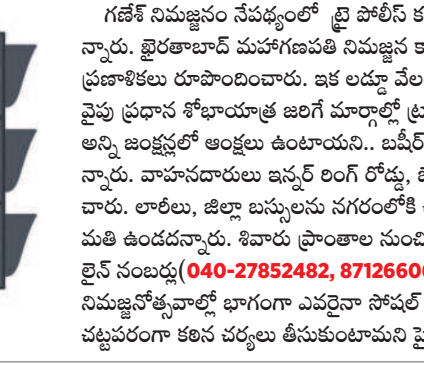 గణేశ్ నిమజ్జనం నేపథ్యంలో ట్రై పోలీస్ క
న్నారు. ఖైరతాబాద్ మహాగణపతి నిమజ్జన కా
ప్రణాళికలు రూపొందించారు. ఇక లడ్డూ వేల
వైపు ప్రధాన శోభాయాత్ర జరిగే మార్గాల్లో ట్రా
అన్ని జంక్షన్లలో ఆంక్షలు ఉంటాయని.. బషీర్
న్నారు. వాహనదారులు ఇన్నర్ రింగ్ రోడ్డు,
చారు. లారీలు, జిల్లా బస్సులను నగరంలోకి
మతి ఉండదన్నారు. శివారు ప్రాంతాల నుంచి
లైన్ నంబర్లు(040-27852482, 8712660
నిమజ్జనోత్సవాల్లో భాగంగా ఎవరైనా సోషల్
చట్టపరంగా కఠిన చర్యలు తీసుకుంటామని హై